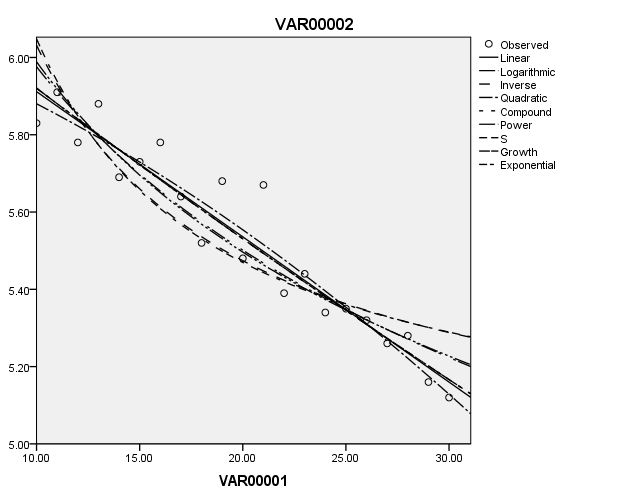 VAR00002
6.00
5.80
5.60
5.40
5.20
5.00
10.00 15.00 20.00 25.00 30.00
VAR00001
Observed
Linear
Logarithmic
Inverse
Quadratic
Compound
Power
S
Growth
Exponential